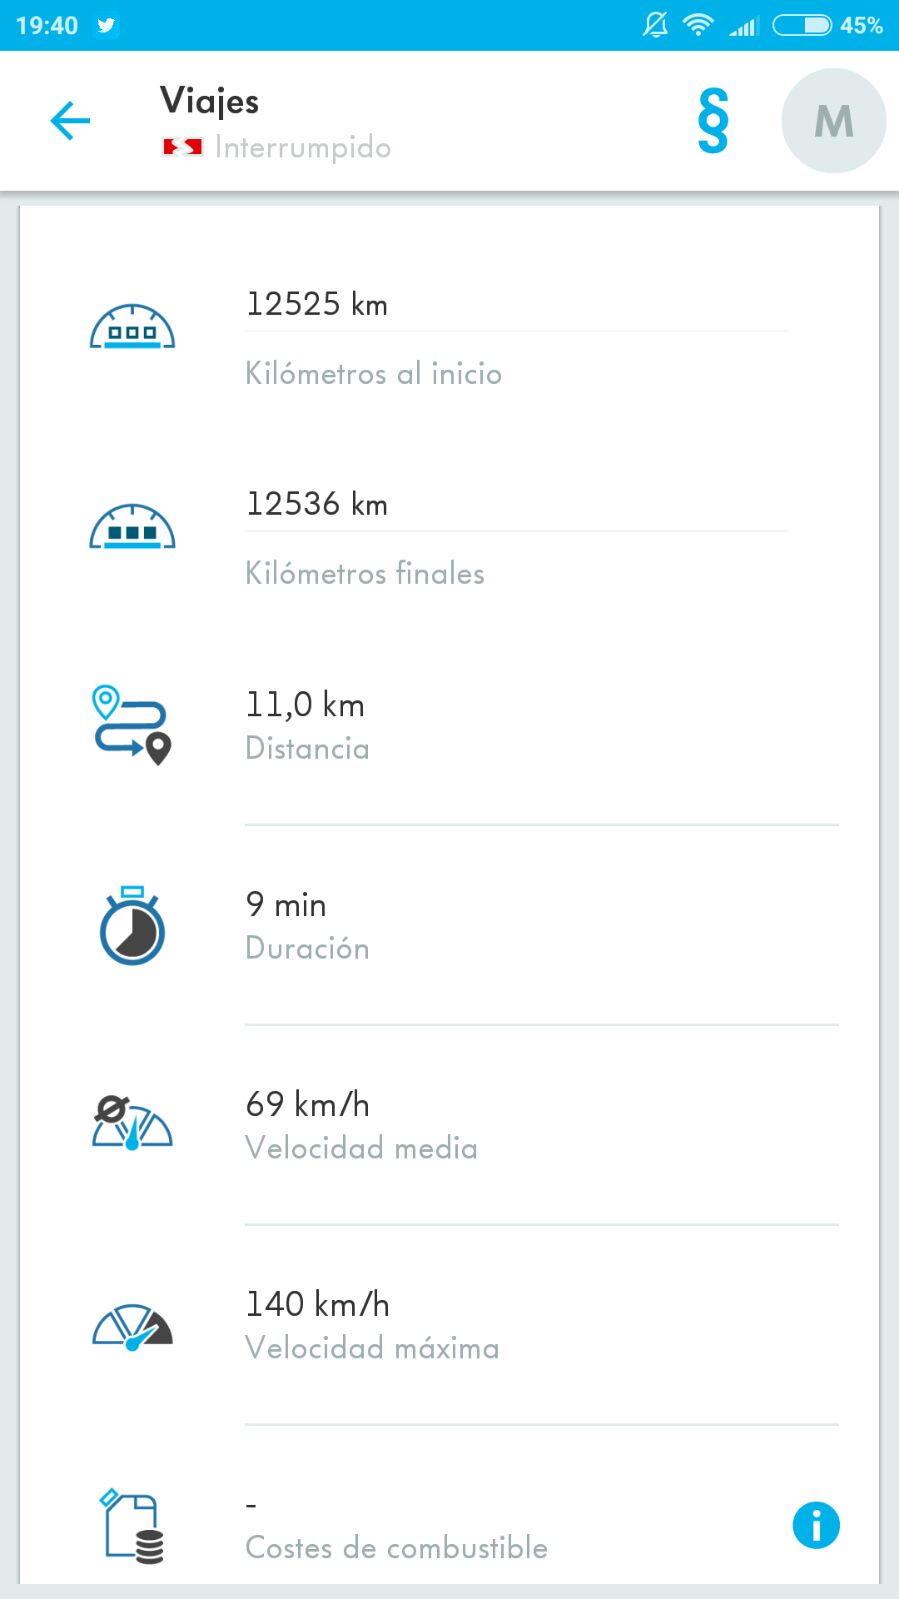 19:40 45%
Viajes
Interrumpido
§ M
12525 km
Kilómetros al inicio
12536 km
Kilómetros finales
11,0 km
Distancia
9 min
Duración
69 km/h
Velocidad media
140 km/h
Velocidad máxima
-
Costes de combustible